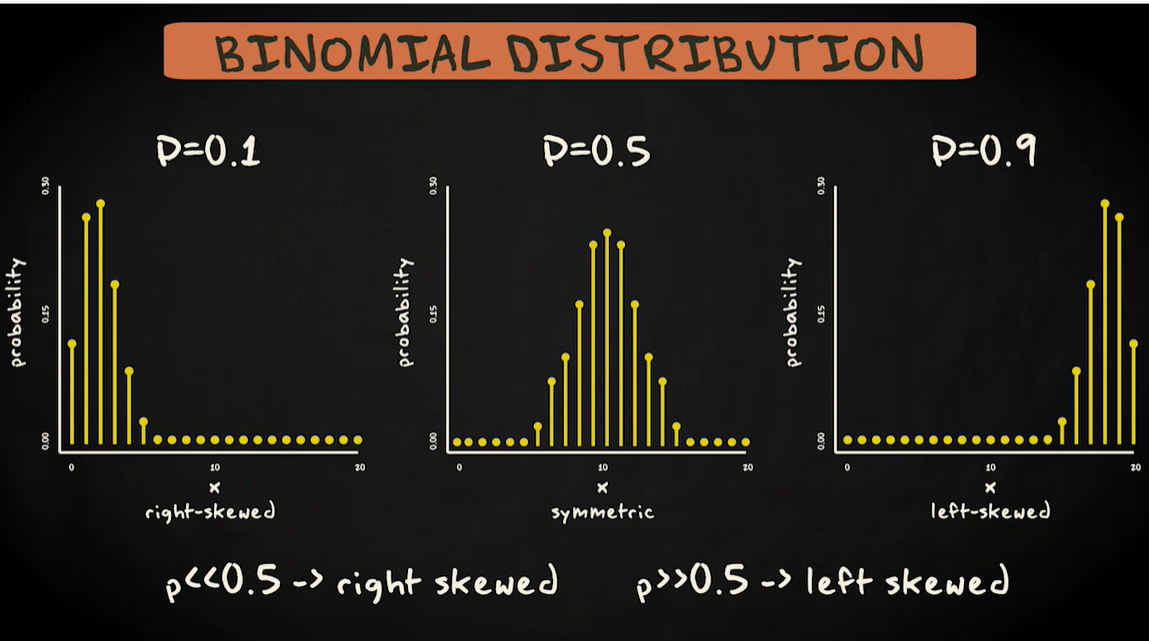 BINOMIAL DISTRIBUTION
P=0.1
0.30
0.15
0.00
probability
0 10 20
x
right-skewed
P=0.5
0.30
0.15
0.00
probability
0 10 20
x
symmetric
P=0.9
0.30
0.15
0.00
probability
0 10 20
x
left-skewed
p<<0.5 -> right skewed
p>>0.5 -> left skewed